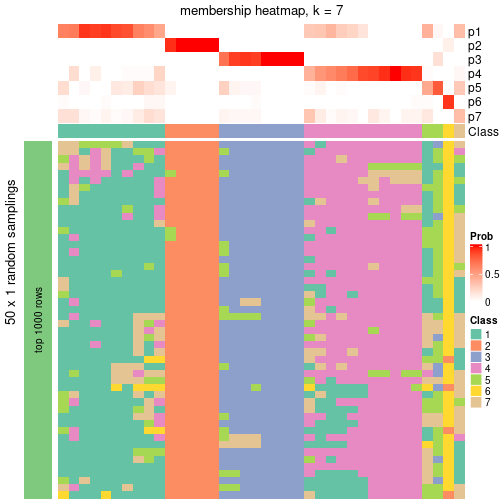 membership heatmap, k = 7
p1
p2
p3
p4
p5
p6
p7
Class
50 x 1 random samplings
top 1000 rows
Prob
1
0.5
0
Class
1
2
3
4
5
6
7